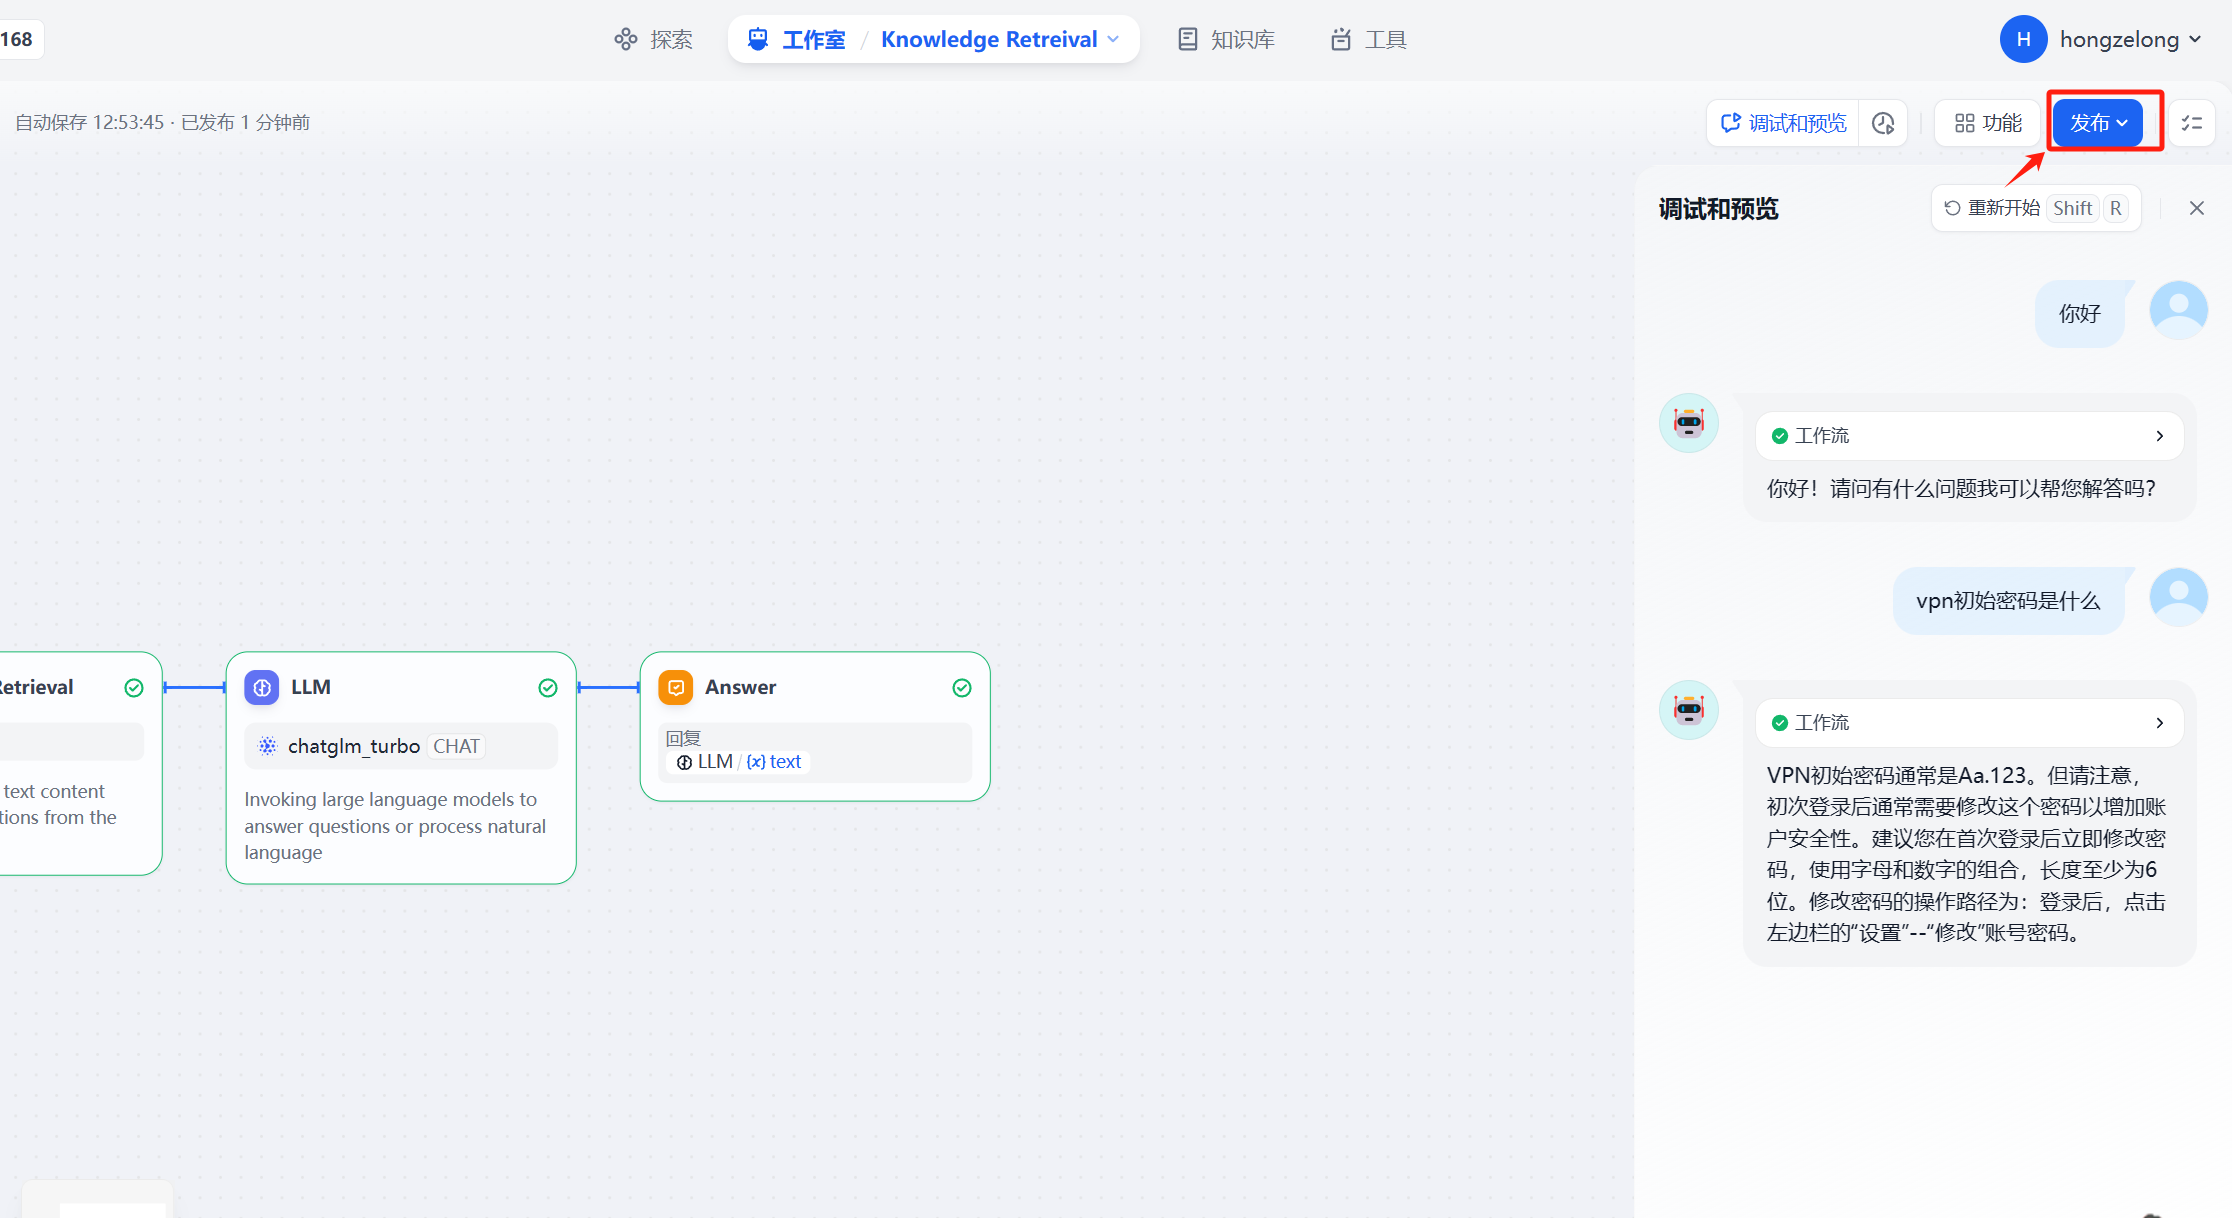 168
探索
工作室 / Knowledge Retreival
知识库
工具
H hongzelong
自动保存 12:53:45 · 已发布 1 分钟前
调试和预览
功能
发布
调试和预览
重新开始 Shift R
你好
工作流
你好！请问有什么问题我可以帮您解答吗？
vpn初始密码是什么
工作流
VPN初始密码通常是Aa.123。但请注意，
初次登录后通常需要修改这个密码以增加账
户安全性。建议您在首次登录后立即修改密
码，使用字母和数字的组合，长度至少为6
位。修改密码的操作路径为：登录后，点击
左边栏的“设置”--“修改”账号密码。
etrieval
text content
tions from the
LLM
chatglm_turbo CHAT
Invoking large language models to
answer questions or process natural
language
Answer
回复
LLM / {x} text